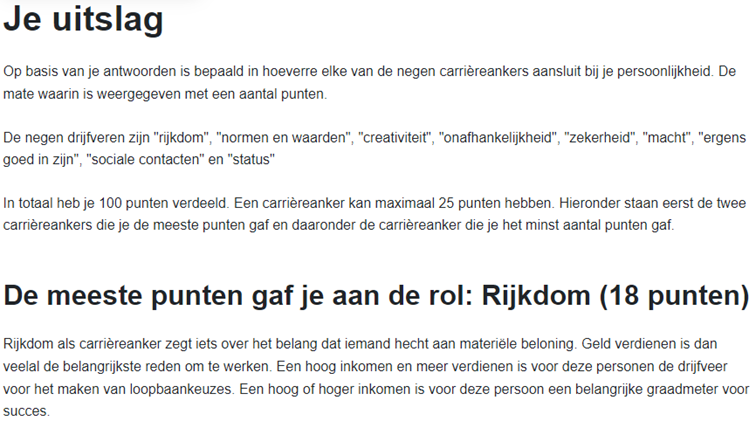 Je uitslag
Op basis van je antwoorden is bepaald in hoeverre elke van de negen carrièreankers aansluit bij je persoonlijkheid. De
mate waarin is weergegeven met een aantal punten.
De negen drijfveren zijn "rijkdom", "normen en waarden", "creativiteit", "onafhankelijkheid", "zekerheid", "macht", "ergens
goed in zijn", "sociale contacten" en "status"
In totaal heb je 100 punten verdeeld. Een carrièreanker kan maximaal 25 punten hebben. Hieronder staan eerst de twee
carrièreankers die je de meeste punten gaf en daaronder de carrièreanker die je het minst aantal punten gaf.
De meeste punten gaf je aan de rol: Rijkdom (18 punten)
Rijkdom als carrièreanker zegt iets over het belang dat iemand hecht aan materiële beloning. Geld verdienen is dan
veelal de belangrijkste reden om te werken. Een hoog inkomen en meer verdienen is voor deze personen de drijfveer
voor het maken van loopbaankeuzes. Een hoog of hoger inkomen is voor deze persoon een belangrijke graadmeter voor
succes.